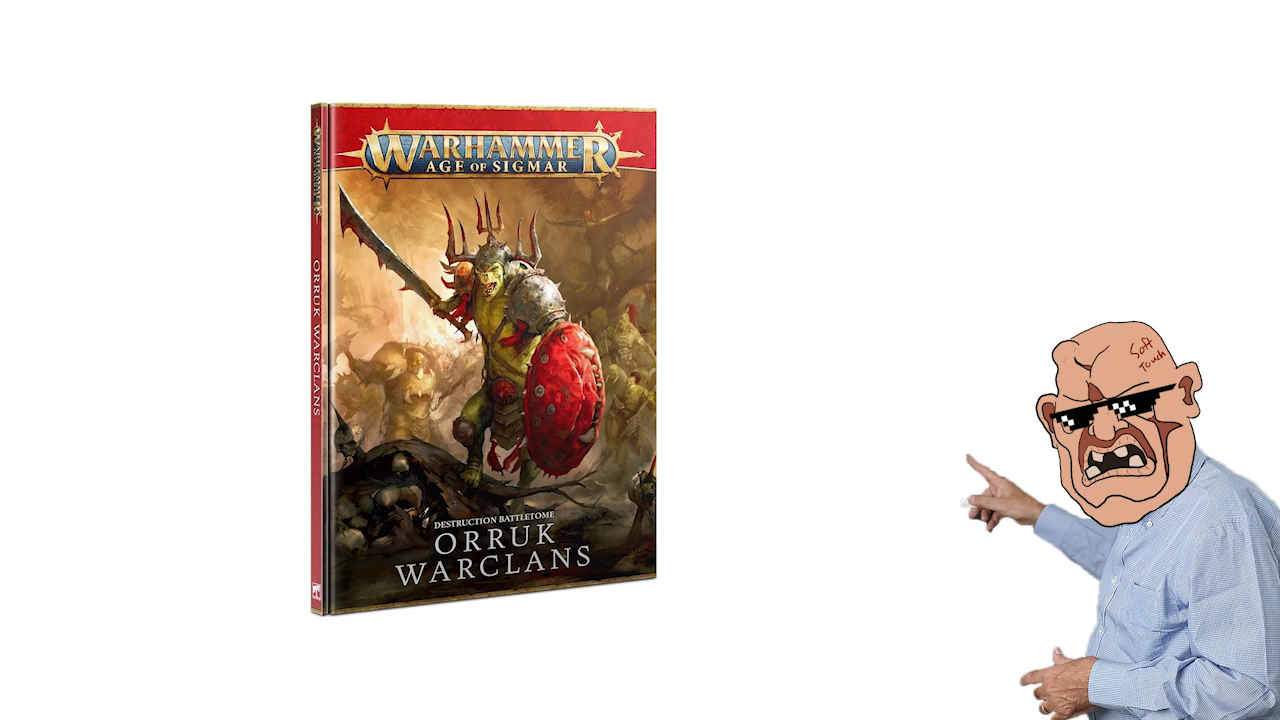 WARHAMMER
AGE OF SIGMAR
WARHAMMER
ORRUK WARCLANS
DESTRUCTION BATTLETOME
ORRUK
WARCLANS
Soft
Touch